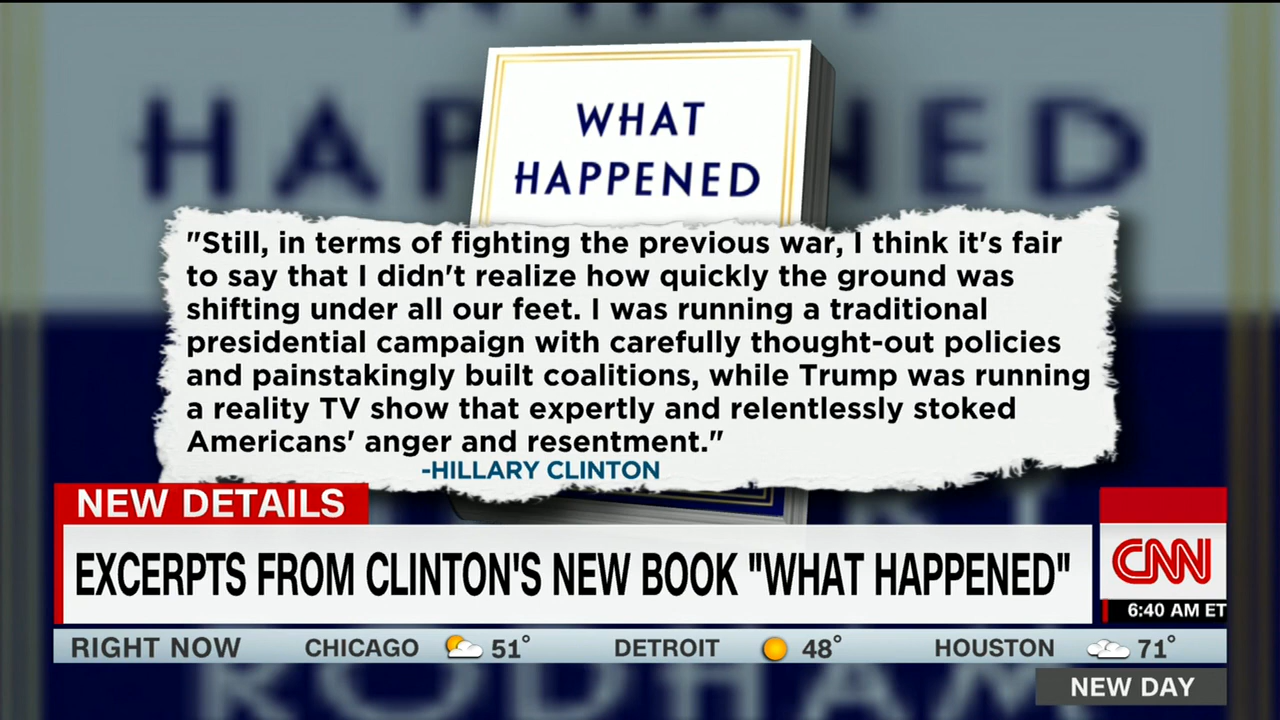 WHAT
HAPPENED
WHAT
HAPPENED
"Still, in terms of fighting the previous war, I think it's fair
to say that I didn't realize how quickly the ground was
shifting under all our feet. I was running a traditional
presidential campaign with carefully thought-out policies
and painstakingly built coalitions, while Trump was running
a reality TV show that expertly and relentlessly stoked
Americans' anger and resentment."
-HILLARY CLINTON
NEW DETAILS
EXCERPTS FROM CLINTON'S NEW BOOK "WHAT HAPPENED"
CNN
6:40 AM ET
RIGHT NOW CHICAGO 51° DETROIT 48° HOUSTON 71°
RODHAM
NEW DAY